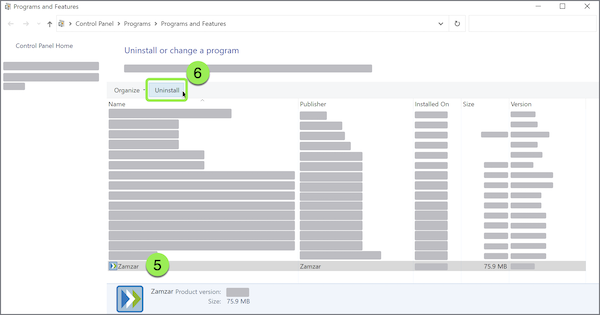 Programs and Features
Control Panel > Programs > Programs and Features
Control Panel Home
Uninstall or change a program
6
Organize Uninstall
Name Publisher Installed On Size Version
Zamzar 5 Zamzar 75.9 MB
Zamzar Product version:
Size: 75.9 MB